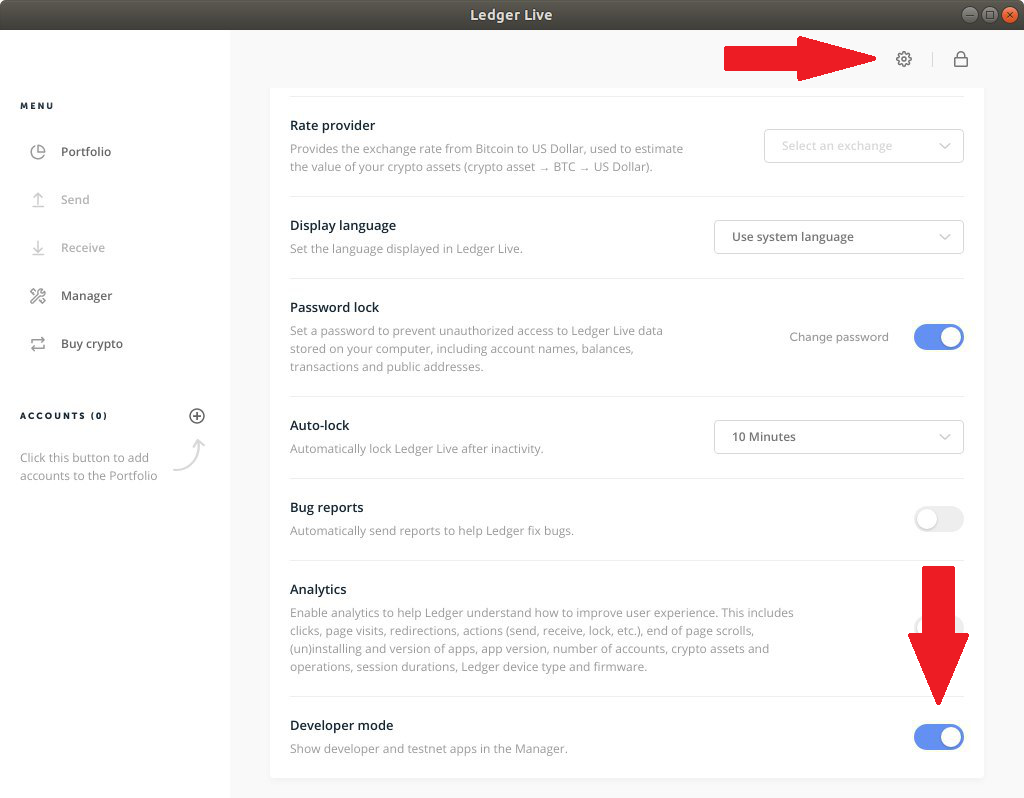 Ledger Live
MENU
Portfolio
Send
Receive
Manager
Buy crypto
ACCOUNTS (0)
Click this button to add
accounts to the Portfolio
Rate provider
Provides the exchange rate from Bitcoin to US Dollar, used to estimate
the value of your crypto assets (crypto asset → BTC → US Dollar).
Select an exchange
Display language
Set the language displayed in Ledger Live.
Use system language
Password lock
Set a password to prevent unauthorized access to Ledger Live data
stored on your computer, including account names, balances,
transactions and public addresses.
Change password
Auto-lock
Automatically lock Ledger Live after inactivity.
10 Minutes
Bug reports
Automatically send reports to help Ledger fix bugs.
Analytics
Enable analytics to help Ledger understand how to improve user experience. This includes
clicks, page visits, redirections, actions (send, receive, lock, etc.), end of page scrolls,
(un)installing and version of apps, app version, number of accounts, crypto assets and
operations, session durations, Ledger device type and firmware.
Developer mode
Show developer and testnet apps in the Manager.